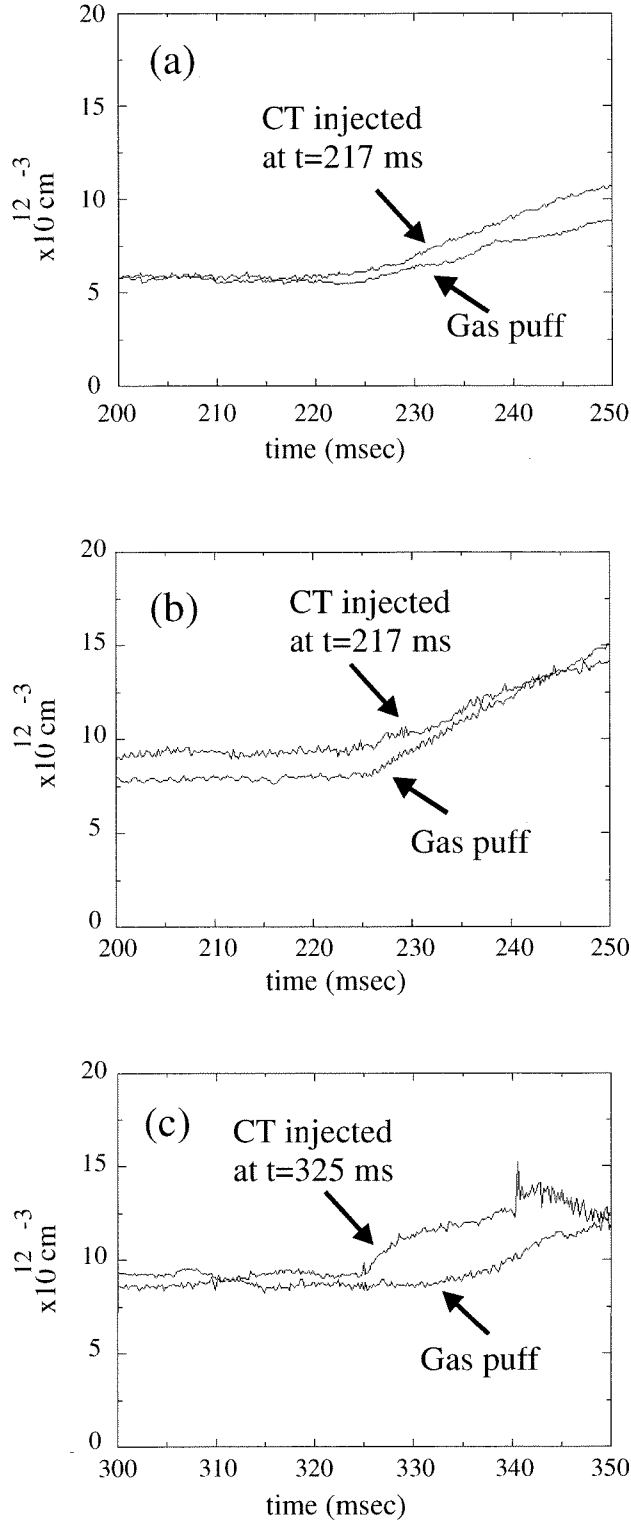 20
(a)
15
CT injected
at t=217 ms
x10 12 cm -3
10
5
Gas puff
0
200 210 220 230 240 250
time (msec)
20
(b)
CT injected
at t=217 ms
15
x10 12 cm -3
10
5
Gas puff
0
200 210 220 230 240 250
time (msec)
20
(c)
CT injected
at t=325 ms
15
x10 12 cm -3
10
5
Gas puff
0
300 310 320 330 340 350
time (msec)